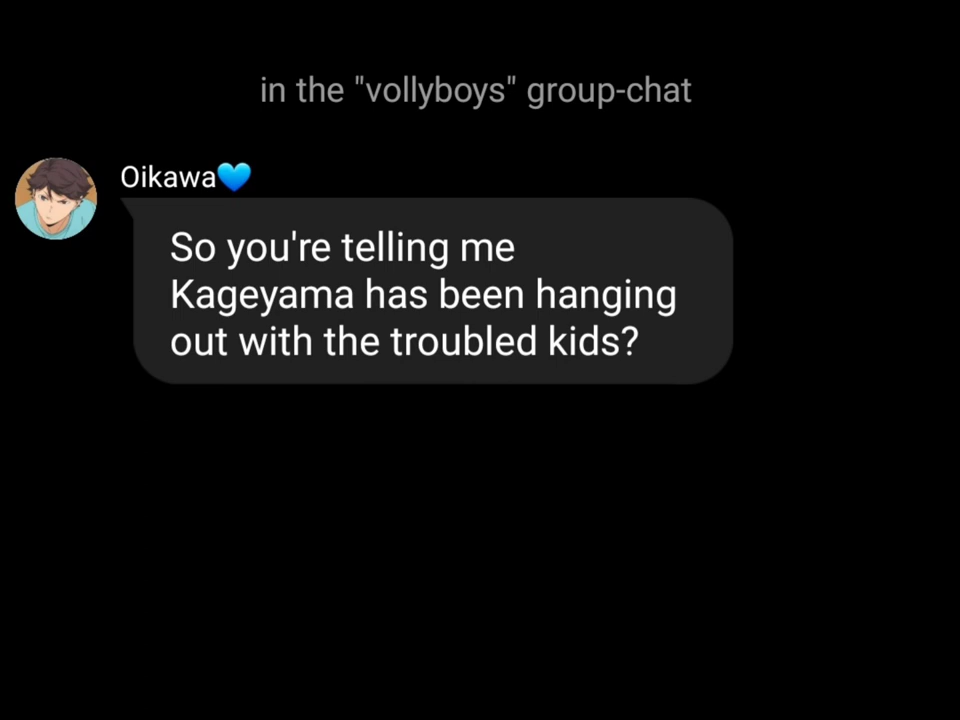 in the "vollyboys" group-chat
Oikawa💙
So you're telling me
Kageyama has been hanging
out with the troubled kids?